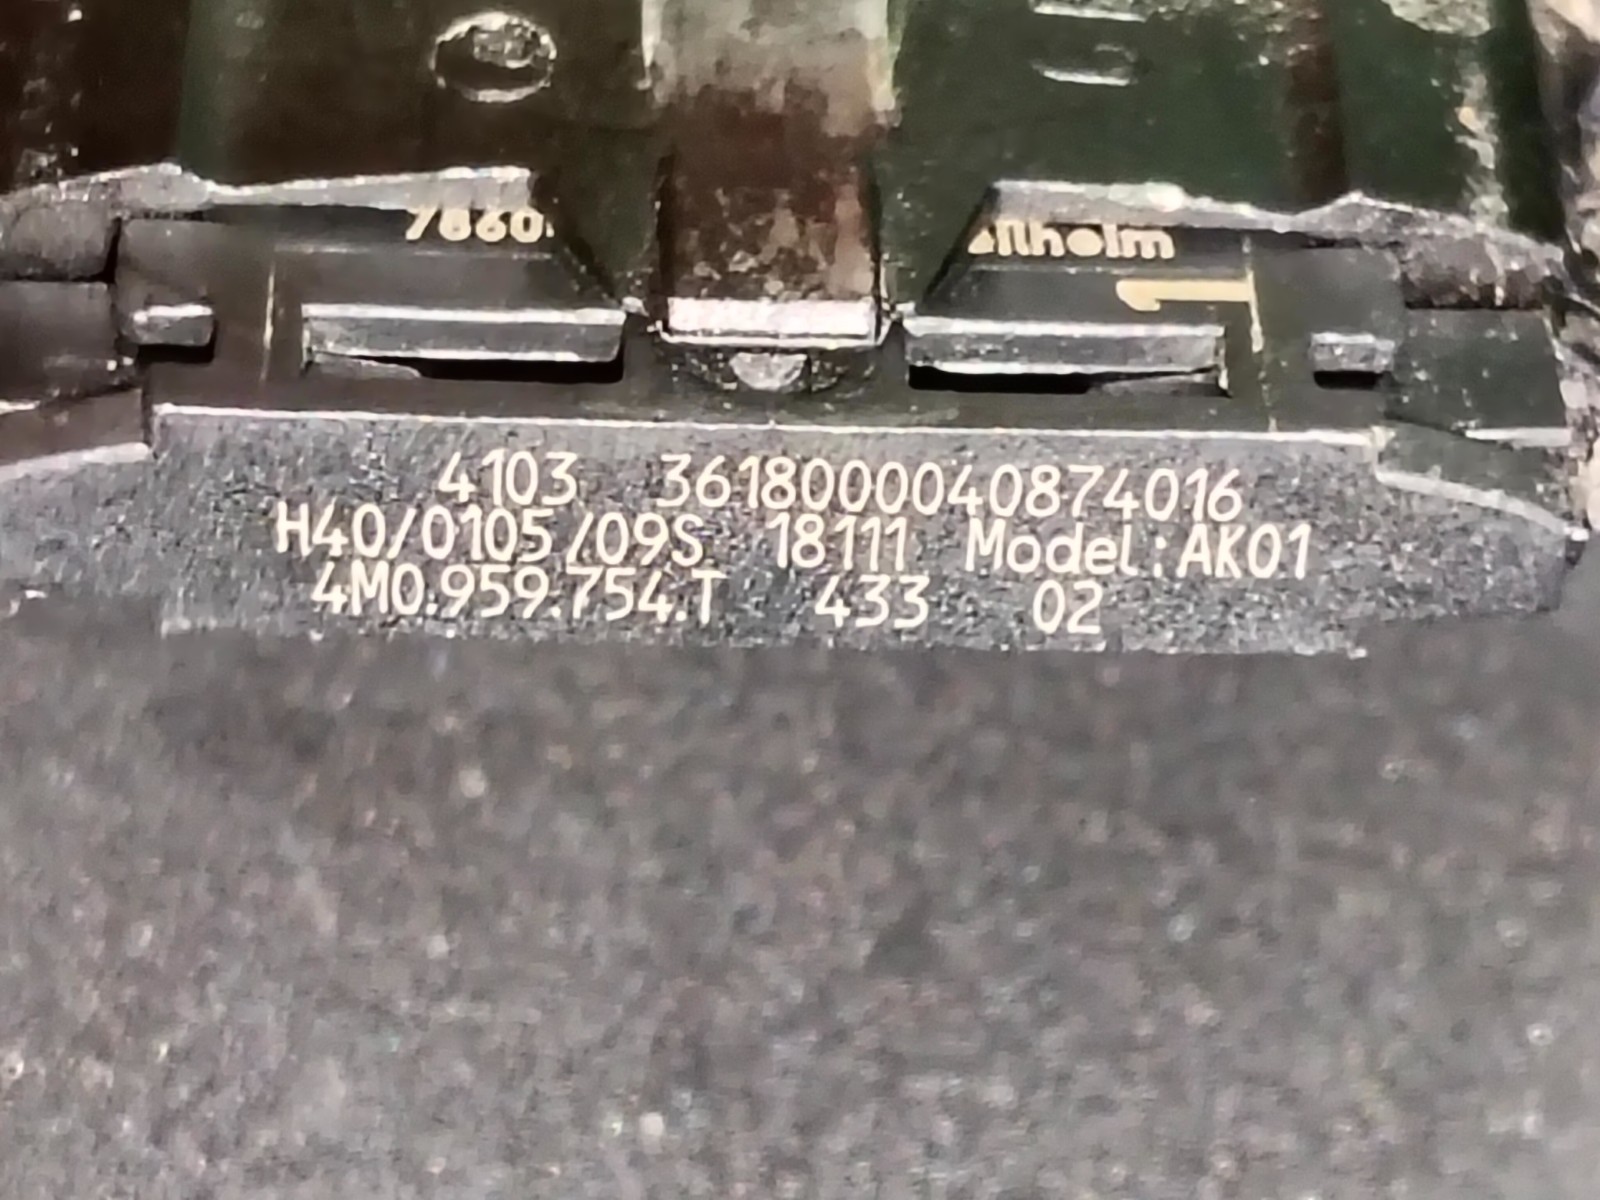 4103 3618000040874016
H40/0105/09S 18111 Model:AK01
4M0.959.754.T 433 02